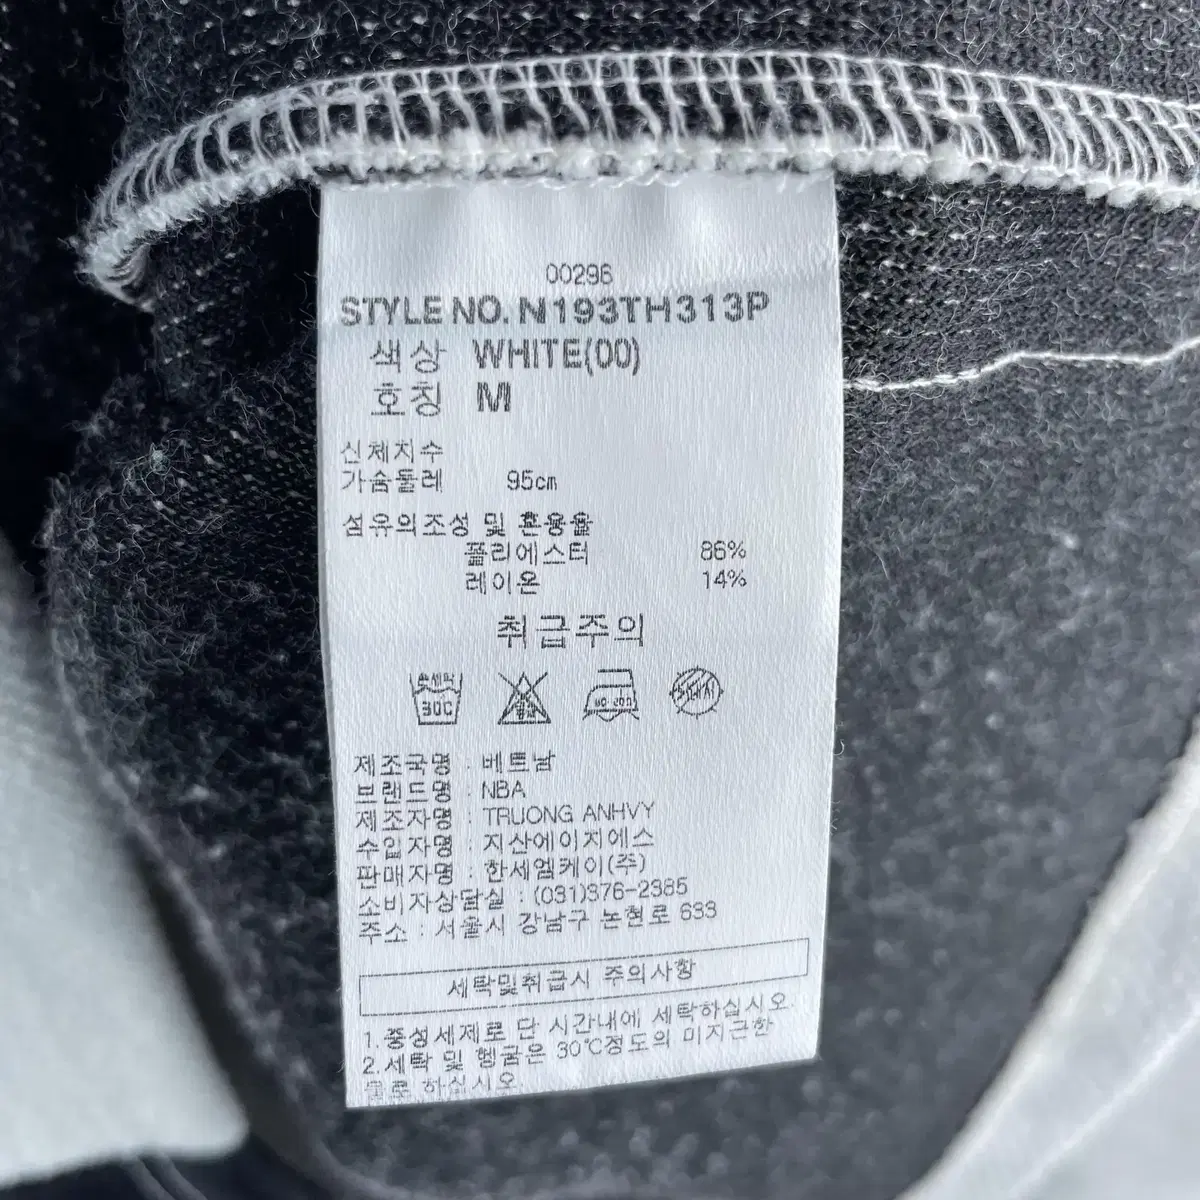 00296
STYLE NO. N193TH313P
색상 WHITE(00)
호칭 M
신체치수
가슴둘레 95cm
섬유의조성 및 혼용율
폴리에스터 86%
레이온 14%
취급주의
30C
제조국명 : 베트남
브랜드명 : NBA
제조자명 : TRUONG ANHVY
수입자명 : 지산에이지에스
판매자명 : 한세엠케이(주)
소비자상담실 : (031)376-2385
주소 : 서울시 강남구 논현로 633
세탁및취급시 주의사항
1. 중성세제로 단 시간내에 세탁하십시오.
2. 세탁 및 헹굼은 30℃정도의 미지근한
물로 하십시오.